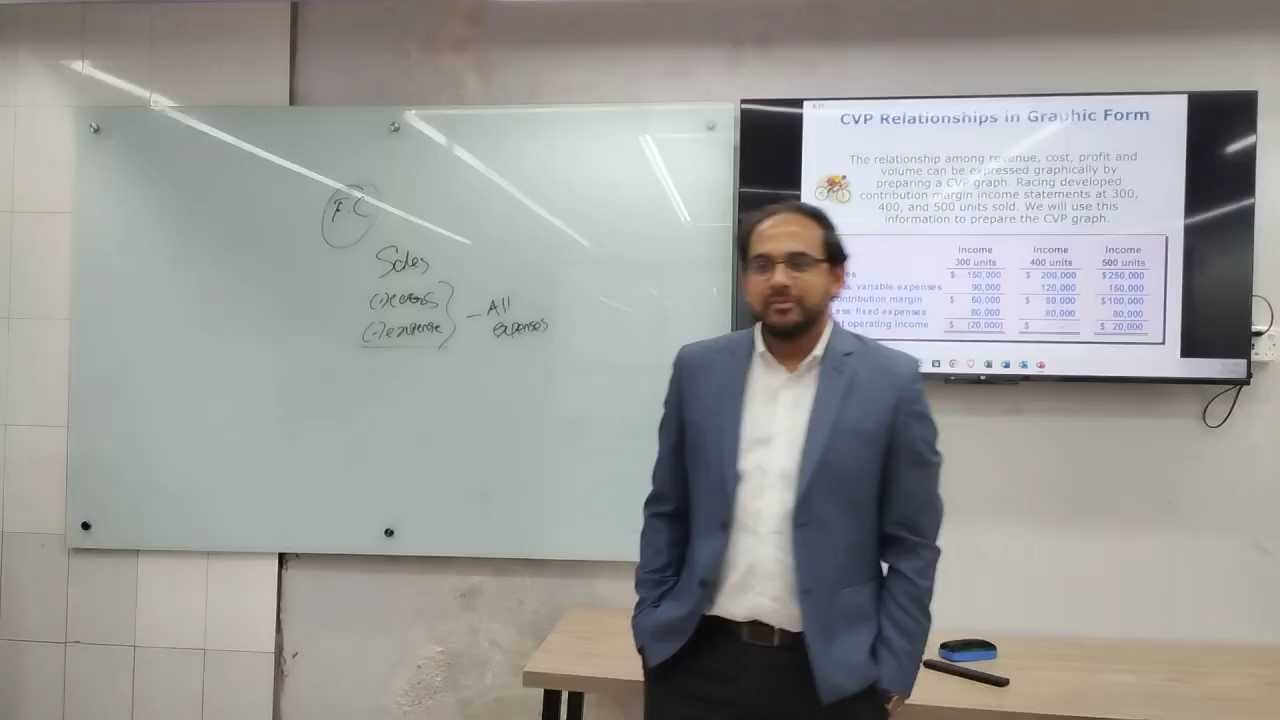 F C
Sales
(-)expense
- All
expenses
CVP Relationships in Graphic Form
The relationship among revenue, cost, profit and
volume can be expressed graphically by
preparing a CVP graph. Racing developed
contribution margin income statements at 300,
400, and 500 units sold. We will use this
information to prepare the CVP graph.
Income Income Income
300 units 400 units 500 units
$ 150,000 $ 200,000 $ 250,000
variable expenses 90,000 120,000 150,000
contribution margin $ 60,000 $ 80,000 $ 100,000
Less: fixed expenses 80,000 80,000 80,000
operating income $ (20,000) $ - $ 20,000